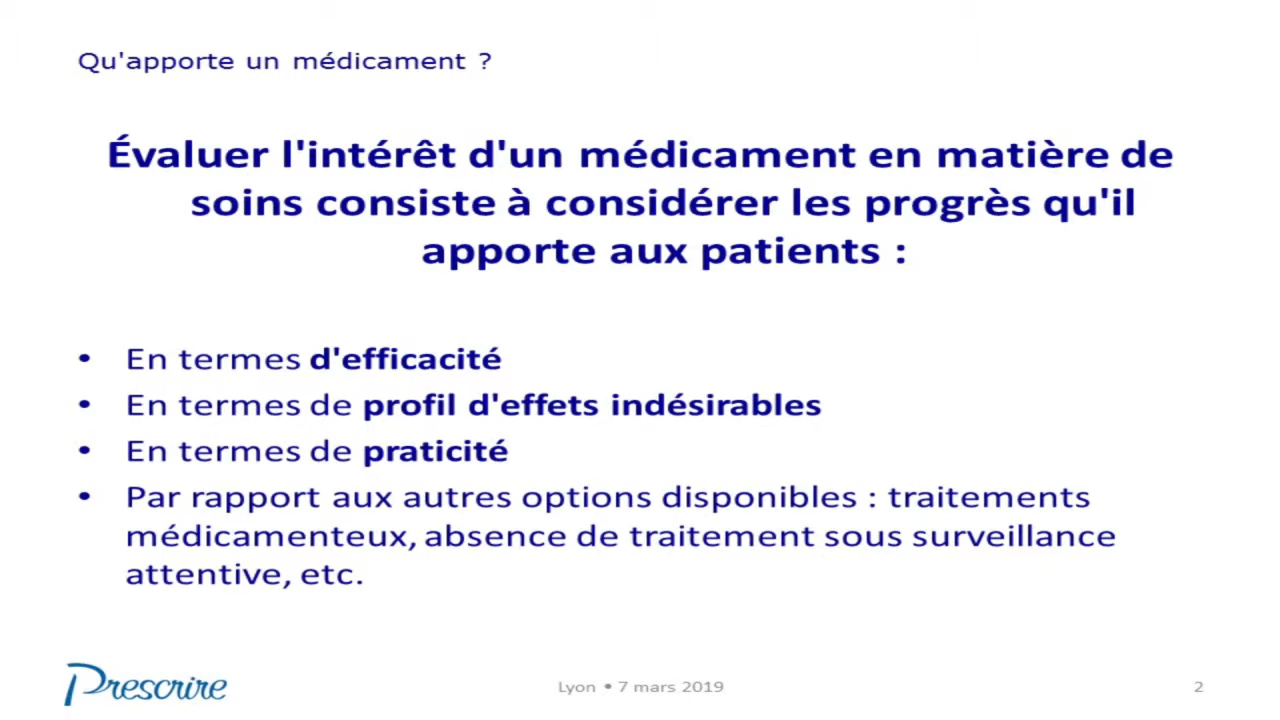 Qu'apporte un médicament ?
Évaluer l'intérêt d'un médicament en matière de
soins consiste à considérer les progrès qu'il
apporte aux patients :
• En termes d'efficacité
• En termes de profil d'effets indésirables
• En termes de praticité
• Par rapport aux autres options disponibles : traitements
médicamenteux, absence de traitement sous surveillance
attentive, etc.
Prescrire
Lyon • 7 mars 2019
2